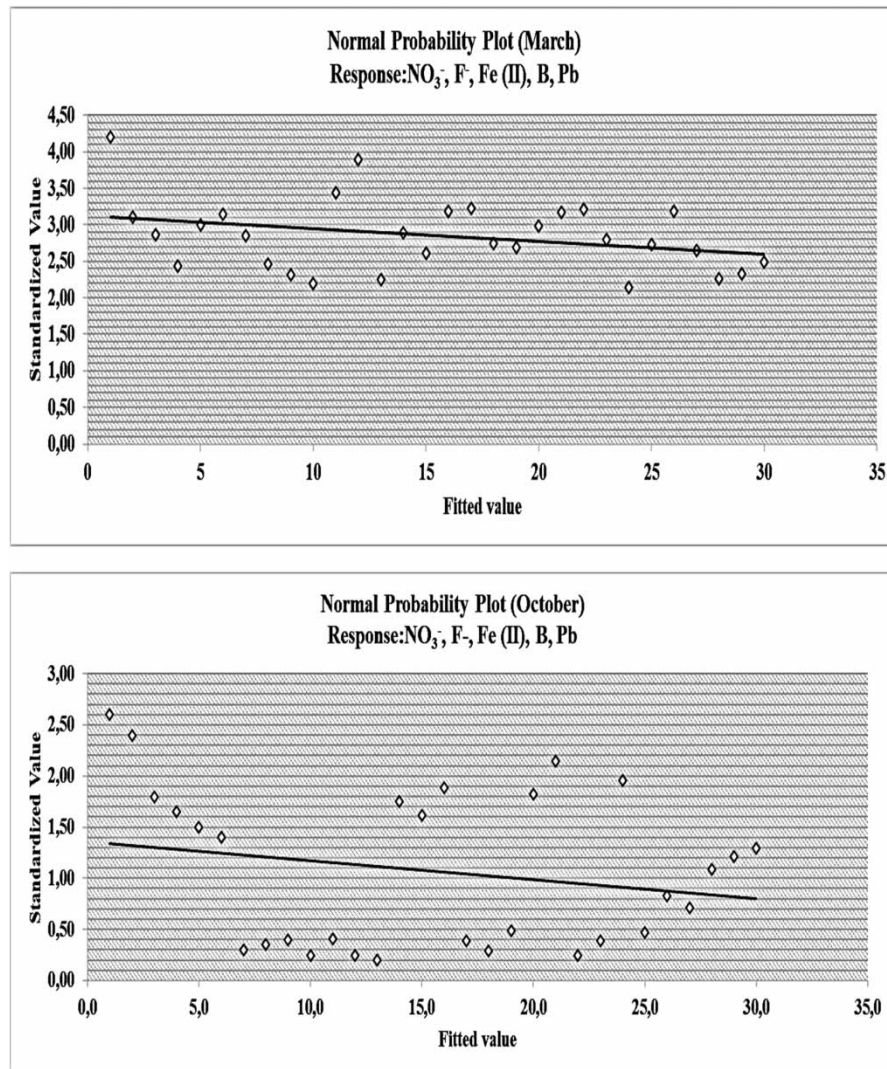 Normal Probability Plot (March)
Response:NO₃⁻, F⁻, Fe (II), B, Pb
4,50
4,00
3,50
3,00
2,50
2,00
1,50
1,00
0,50
0,00
Standardized Value
0 5 10 15 20 25 30 35
Fitted value
Normal Probability Plot (October)
Response:NO₃⁻, F-, Fe (II), B, Pb
3,00
2,50
2,00
1,50
1,00
0,50
0,00
Standardized Value
0,0 5,0 10,0 15,0 20,0 25,0 30,0 35,0
Fitted value